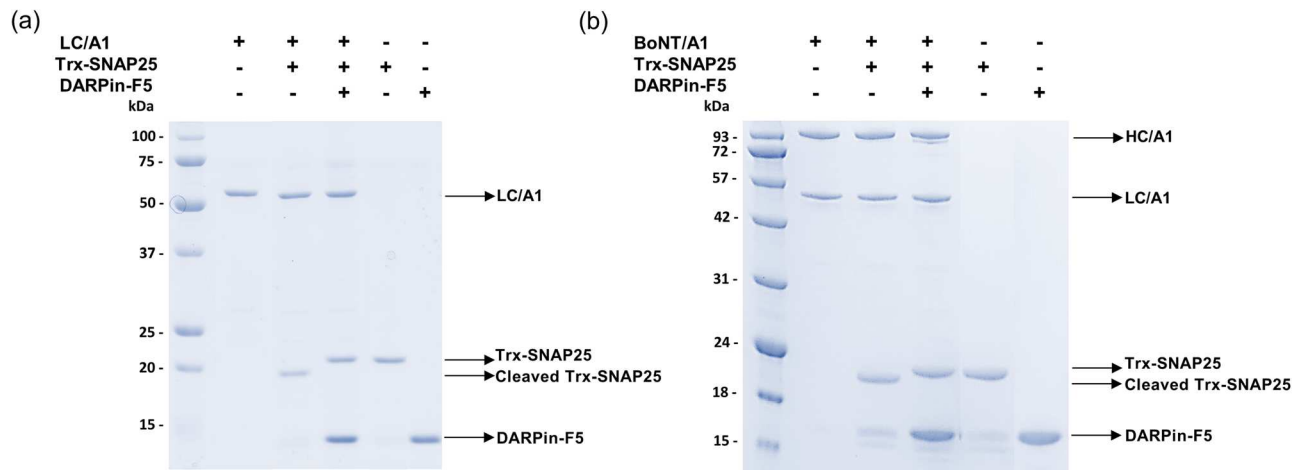 (a)
LC/A1 + + + - -
Trx-SNAP25 - + + + -
DARPin-F5 - - + - +
kDa
100 -
75 -
LC/A1
50 -
37 -
25 -
Trx-SNAP25
20 -
Cleaved Trx-SNAP25
15 -
DARPin-F5
(b)
BoNT/A1 + + + - -
Trx-SNAP25 - + + + -
DARPin-F5 - - + - +
kDa
93 -
HC/A1
72 -
57 -
LC/A1
42 -
31 -
24 -
Trx-SNAP25
Cleaved Trx-SNAP25
18 -
15 -
DARPin-F5